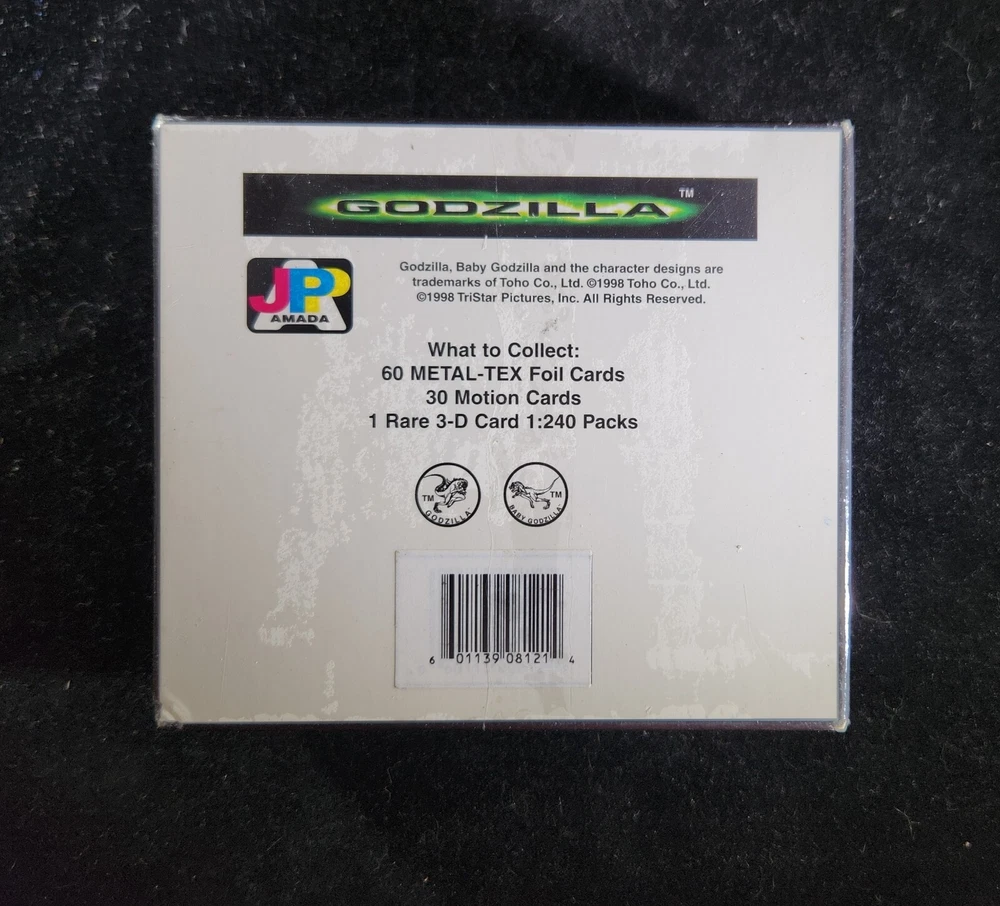 GODZILLA TM
JPP
AMADA
Godzilla, Baby Godzilla and the character designs are
trademarks of Toho Co., Ltd. ©1998 Toho Co., Ltd.
©1998 TriStar Pictures, Inc. All Rights Reserved.
What to Collect:
60 METAL-TEX Foil Cards
30 Motion Cards
1 Rare 3-D Card 1:240 Packs
TM
GODZILLA
TM
BABY GODZILLA
6 01139 08121 4